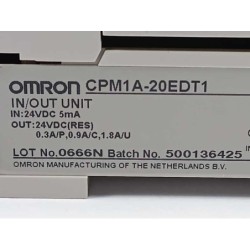 OMRON CPM1A-20EDT1
IN/OUT UNIT
IN:24VDC 5mA
OUT:24VDC(RES)
0.3A/P,0.9A/C,1.8A/U
LOT No.0666N Batch No. 500136425
OMRON MANUFACTURING OF THE NETHERLANDS B.V.